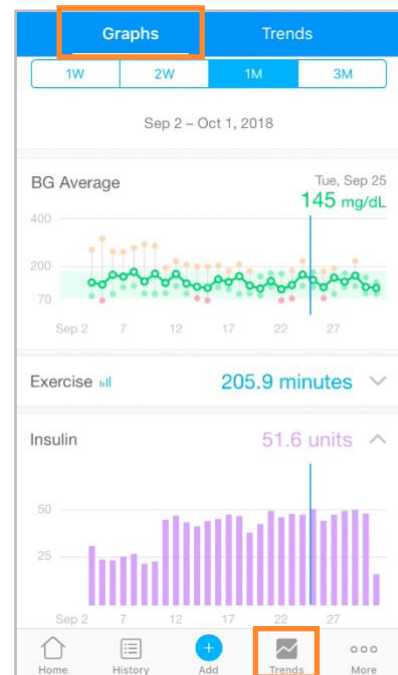 Graphs Trends
1W 2W 1M 3M
Sep 2 – Oct 1, 2018
BG Average Tue, Sep 25
145 mg/dL
400
200
70
Sep 2 7 12 17 22 27
Exercise 205.9 minutes
Insulin 51.6 units
50
25
Sep 2 7 12 17 22 27
Home History Add Trends More